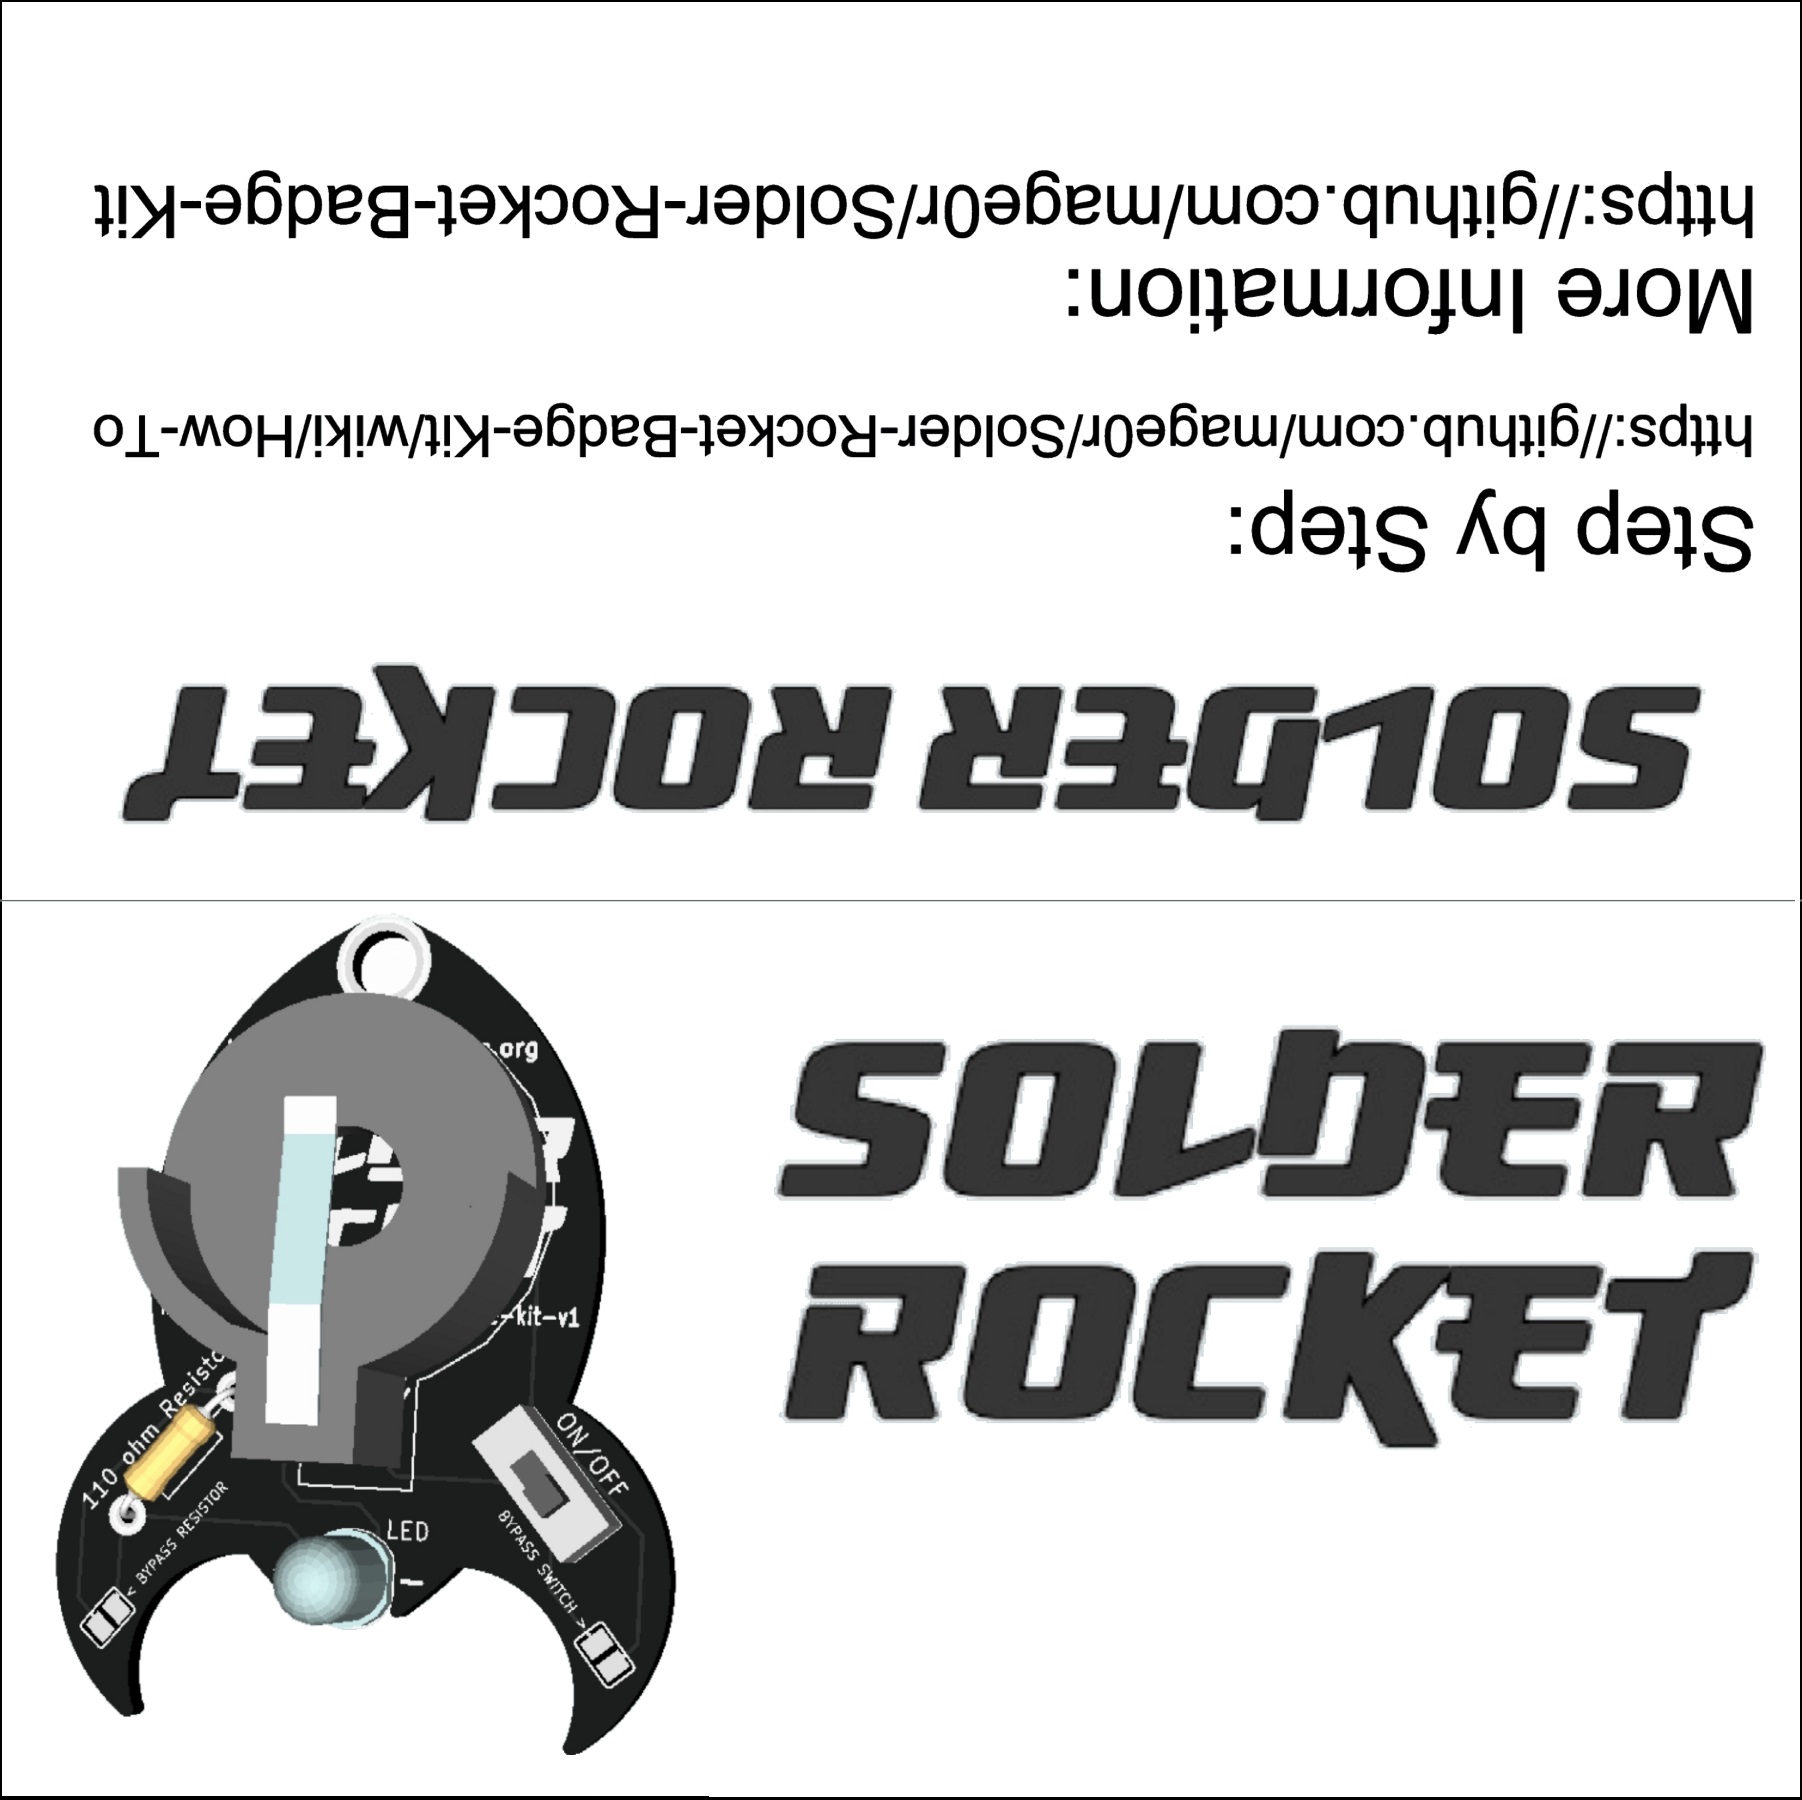 SOLDER ROCKET
Step by Step:
https://github.com/mage0r/Solder-Rocket-Badge-Kit/wiki/How-To
More Information:
https://github.com/mage0r/Solder-Rocket-Badge-Kit
SOLDER
ROCKET
.org
-kit-v1
110 ohm Resistor
< BYPASS RESISTOR
LED
-
ON/OFF
BYPASS SWITCH >